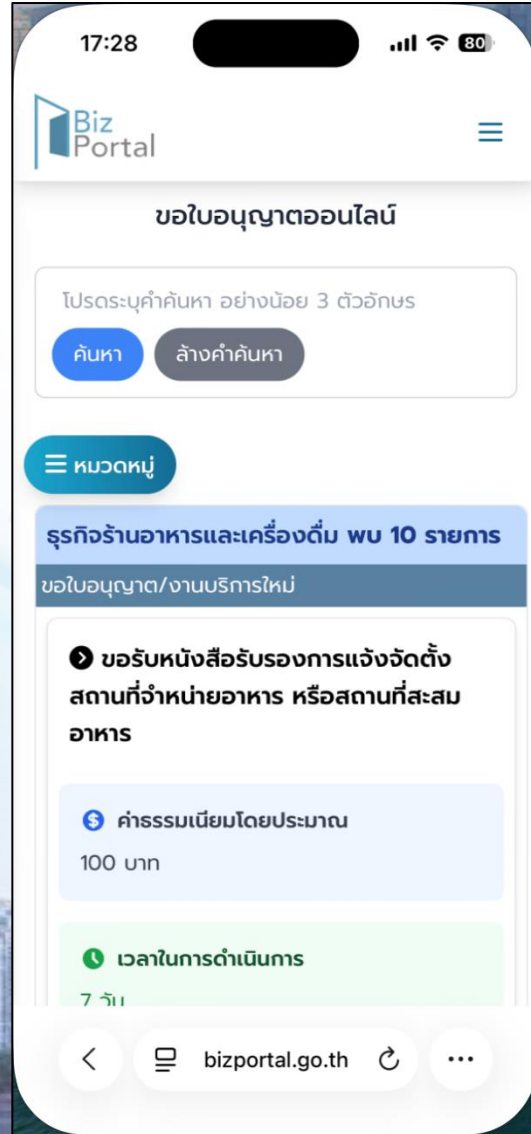 17:28
80
Biz
Portal
ขอใบอนุญาตออนไลน์
โปรดระบุคำค้นหา อย่างน้อย 3 ตัวอักษร
ค้นหา
ล้างคำค้นหา
หมวดหมู่
ธุรกิจร้านอาหารและเครื่องดื่ม พบ 10 รายการ
ขอใบอนุญาต/งานบริการใหม่
ขอรับหนังสือรับรองการแจ้งจัดตั้ง
สถานที่จำหน่ายอาหาร หรือสถานที่สะสม
อาหาร
ค่าธรรมเนียมโดยประมาณ
100 บาท
เวลาในการดำเนินการ
7 วัน
bizportal.go.th